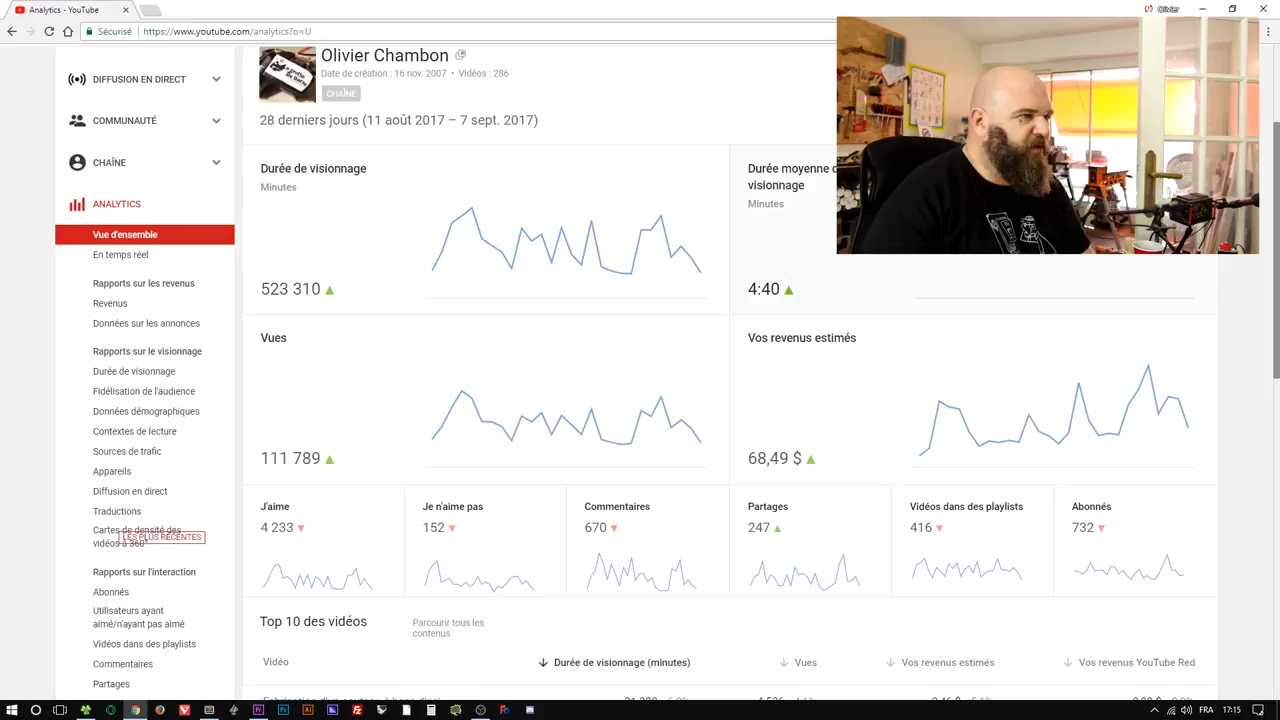 Analytics - YouTube
Olivier
Sécurisé
https://www.youtube.com/analytics?o=U
DIFFUSION EN DIRECT
COMMUNAUTÉ
CHAÎNE
ANALYTICS
Vue d'ensemble
En temps réel
Rapports sur les revenus
Revenus
Données sur les annonces
Rapports sur le visionnage
Durée de visionnage
Fidélisation de l'audience
Données démographiques
Contextes de lecture
Sources de trafic
Appareils
Diffusion en direct
Traductions
Cartes de densité des
vidéos à 360°
LES PLUS RÉCENTES
Rapports sur l'interaction
Abonnés
Utilisateurs ayant
aimé/n'ayant pas aimé
Vidéos dans des playlists
Commentaires
Partages
Olivier Chambon
Date de création : 16 nov. 2007 • Vidéos : 286
CHAÎNE
28 derniers jours (11 août 2017 – 7 sept. 2017)
Durée de visionnage
Minutes
523 310
Durée moyenne d
visionnage
Minutes
4:40
Vues
111 789
Vos revenus estimés
68,49 $
J'aime
4 233
Je n'aime pas
152
Commentaires
670
Partages
247
Vidéos dans des playlists
416
Abonnés
732
Top 10 des vidéos
Parcourir tous les
contenus
Vidéo
Durée de visionnage (minutes)
Vues
Vos revenus estimés
Vos revenus YouTube Red
FRA
17:15